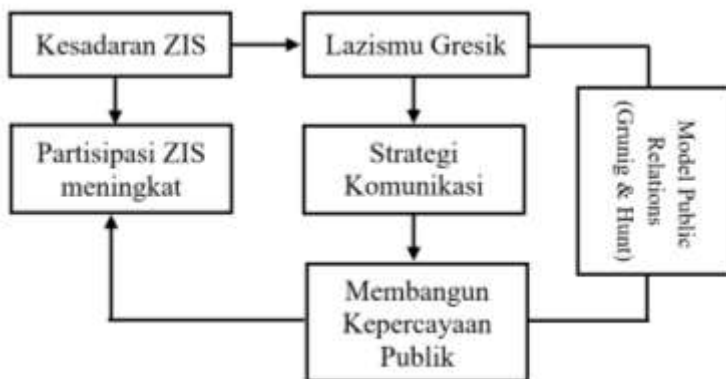 Kesadaran ZIS
Lazismu Gresik
Partisipasi ZIS
meningkat
Strategi
Komunikasi
Model Public
Relations
(Grunig & Hunt)
Membangun
Kepercayaan
Publik